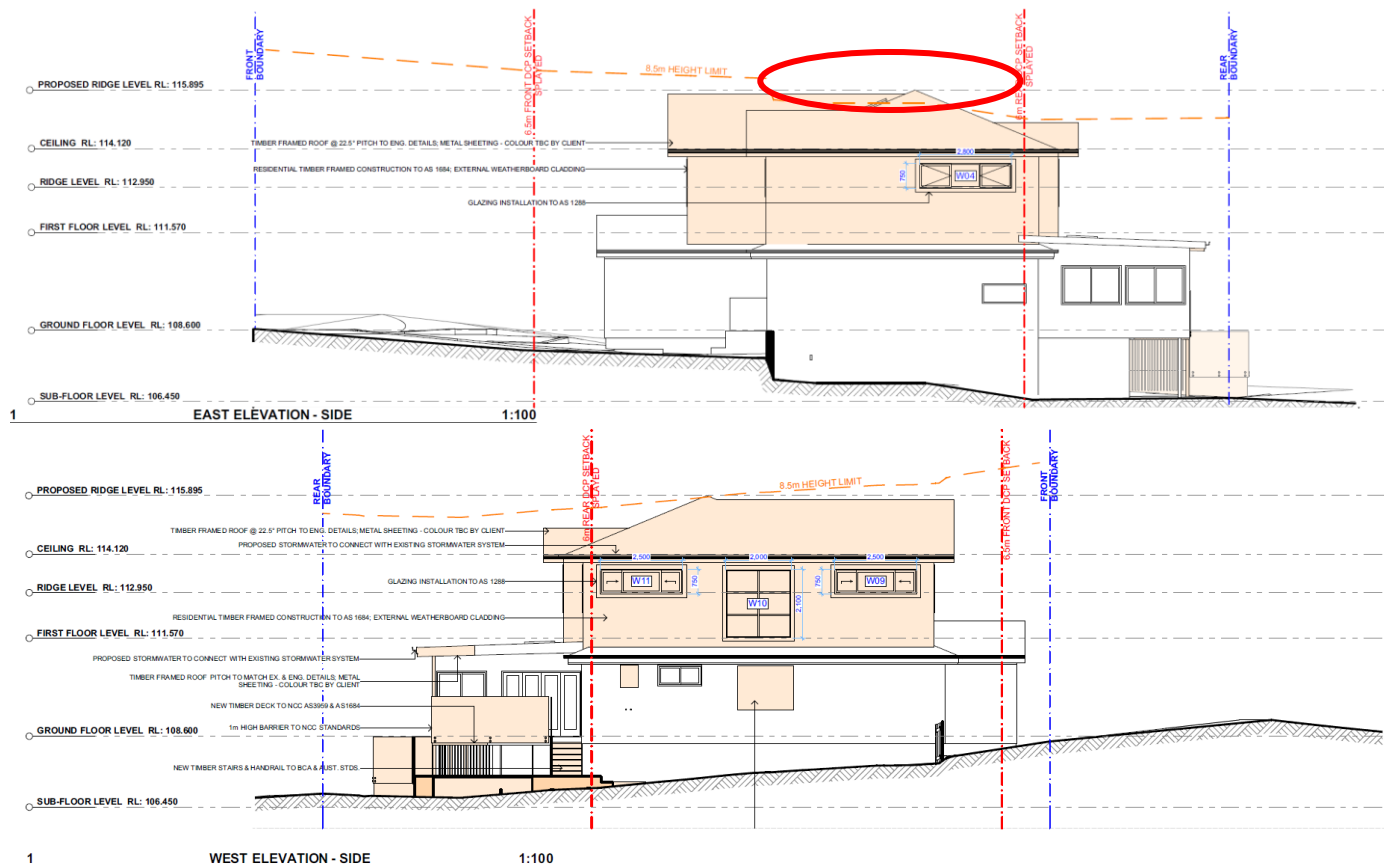 FRONT
BOUNDARY
6.5m FRONT DCP SETBACK
SPLAYED
8.5m HEIGHT LIMIT
6m REAR DCP SETBACK
SPLAYED
REAR
BOUNDARY
PROPOSED RIDGE LEVEL RL: 115.895
CEILING RL: 114.120
TIMBER FRAMED ROOF @ 22.5° PITCH TO ENG. DETAILS; METAL SHEETING - COLOUR TBC BY CLIENT
2,800
RESIDENTIAL TIMBER FRAMED CONSTRUCTION TO AS 1684; EXTERNAL WEATHERBOARD CLADDING
750
W04
RIDGE LEVEL RL: 112.950
GLAZING INSTALLATION TO AS 1288
FIRST FLOOR LEVEL RL: 111.570
GROUND FLOOR LEVEL RL: 108.600
SUB-FLOOR LEVEL RL: 106.450
1 EAST ELEVATION - SIDE 1:100
REAR
BOUNDARY
6m REAR DCP SETBACK
SPLAYED
8.5m HEIGHT LIMIT
6.5m FRONT DCP SETBACK
SPLAYED
FRONT
BOUNDARY
PROPOSED RIDGE LEVEL RL: 115.895
TIMBER FRAMED ROOF @ 22.5° PITCH TO ENG. DETAILS; METAL SHEETING - COLOUR TBC BY CLIENT
PROPOSED STORMWATER TO CONNECT WITH EXISTING STORMWATER SYSTEM
CEILING RL: 114.120
2,500
2,000
2,500
GLAZING INSTALLATION TO AS 1288
W11
750
750
W09
RIDGE LEVEL RL: 112.950
W10
2,100
RESIDENTIAL TIMBER FRAMED CONSTRUCTION TO AS 1684; EXTERNAL WEATHERBOARD CLADDING
FIRST FLOOR LEVEL RL: 111.570
PROPOSED STORMWATER TO CONNECT WITH EXISTING STORMWATER SYSTEM
TIMBER FRAMED ROOF PITCH TO MATCH EX. & ENG. DETAILS; METAL
SHEETING - COLOUR TBC BY CLIENT
NEW TIMBER DECK TO NCC AS3959 & AS1684
1m HIGH BARRIER TO NCC STANDARDS
GROUND FLOOR LEVEL RL: 108.600
NEW TIMBER STAIRS & HANDRAIL TO BCA & AUST. STDS.
SUB-FLOOR LEVEL RL: 106.450
1 WEST ELEVATION - SIDE 1:100